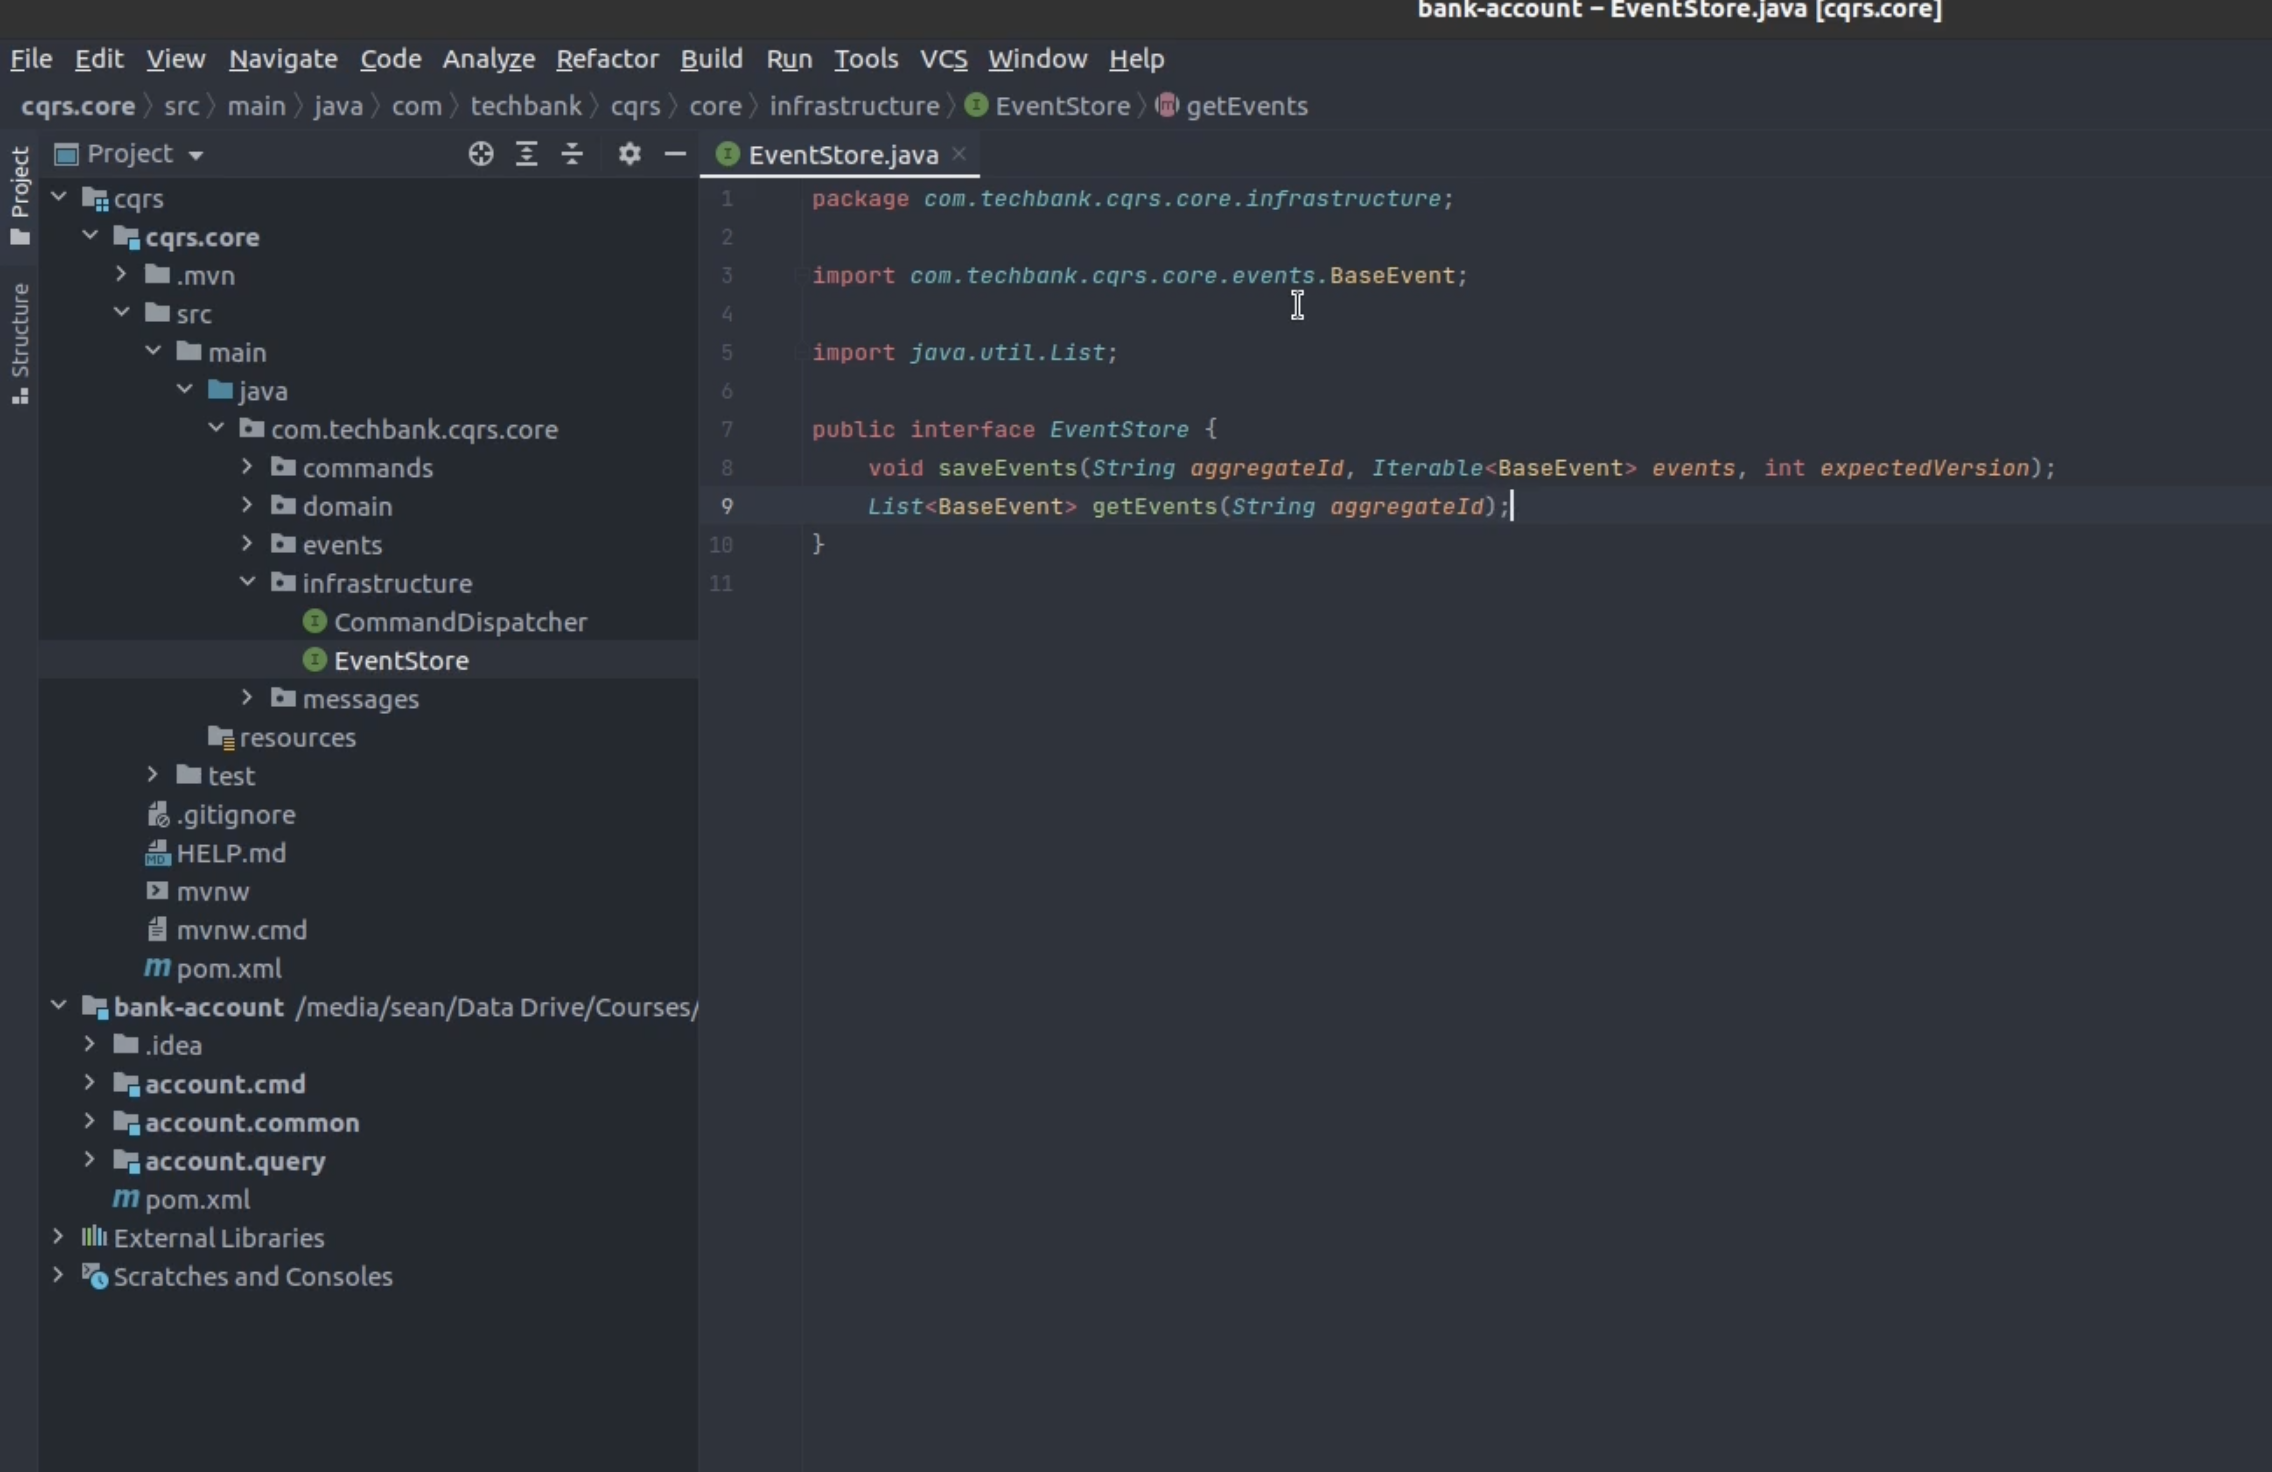 bank-account – EventStore.java [cqrs.core]
File Edit View Navigate Code Analyze Refactor Build Run Tools VCS Window Help
cqrs.core src main java com techbank cqrs core infrastructure I EventStore m getEvents
Project
Structure
Project
cqrs
cqrs.core
.mvn
src
main
java
com.techbank.cqrs.core
commands
domain
events
infrastructure
I CommandDispatcher
I EventStore
messages
resources
test
.gitignore
MD HELP.md
mvnw
mvnw.cmd
m pom.xml
bank-account /media/sean/Data Drive/Courses/
.idea
account.cmd
account.common
account.query
m pom.xml
External Libraries
Scratches and Consoles
I EventStore.java
1 package com.techbank.cqrs.core.infrastructure;
2
3 import com.techbank.cqrs.core.events.BaseEvent;
4
5 import java.util.List;
6
7 public interface EventStore {
8 void saveEvents(String aggregateId, Iterable<BaseEvent> events, int expectedVersion);
9 List<BaseEvent> getEvents(String aggregateId);
10 }
11